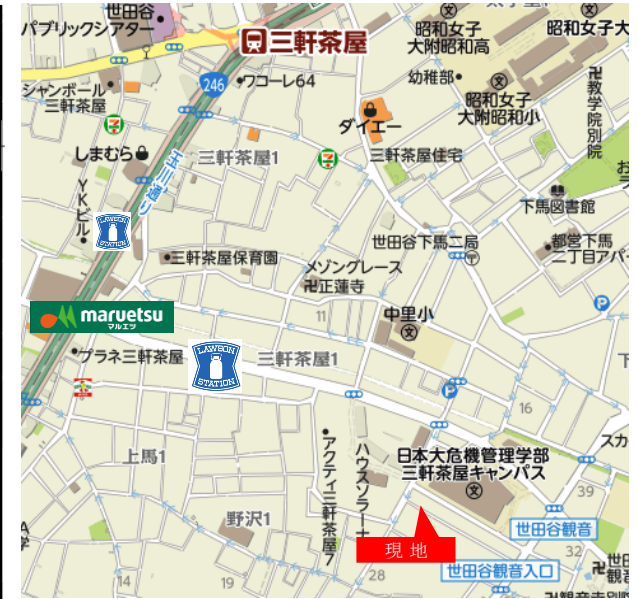 世田谷
パブリックシアター
三軒茶屋
昭和女子
大附昭和高
昭和女子大
246
ワコーレ64
幼稚部
シャンボール
三軒茶屋
昭和女子
大附昭和小
卍教学院別院
ダイエー
しまむら
玉川通り
三軒茶屋1
三軒茶屋住宅
YKビル
下馬図書館
LAWSON
STATION
世田谷下馬二局
都営下馬
二丁目アパ
三軒茶屋保育園
メゾングレース
卍正蓮寺
maruetsu
マルエツ
11
中里小
P
プラネ三軒茶屋
LAWSON
STATION
三軒茶屋1
P
16
スカ
上馬1
アクティ三軒茶屋7
ハウスソラーナ
日本大危機管理学部
三軒茶屋キャンパス
39
野沢1
世田谷観音
現地
32
世田谷観音入口
14
19
28